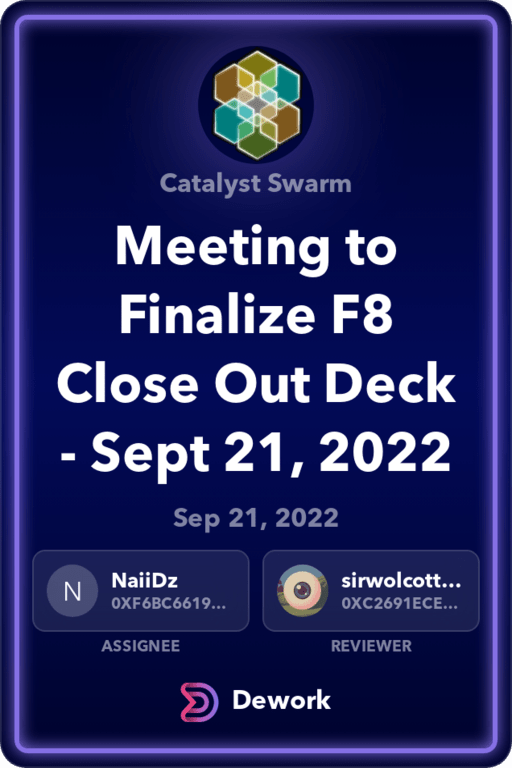 Catalyst Swarm
Meeting to
Finalize F8
Close Out Deck
- Sept 21, 2022
Sep 21, 2022
N
NaiiDz
0XF6BC6619...
ASSIGNEE
sirwolcott...
0XC2691ECE...
REVIEWER
Dework